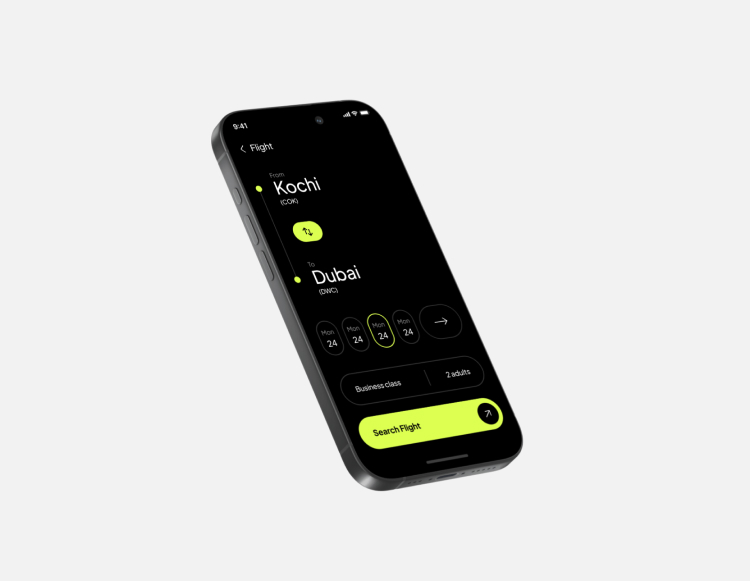 9:41
Flight
From
Kochi
(COK)
To
Dubai
(DWC)
Mon Mon Mon Mon
24 24 24 24
Business class 2 adults
Search Flight